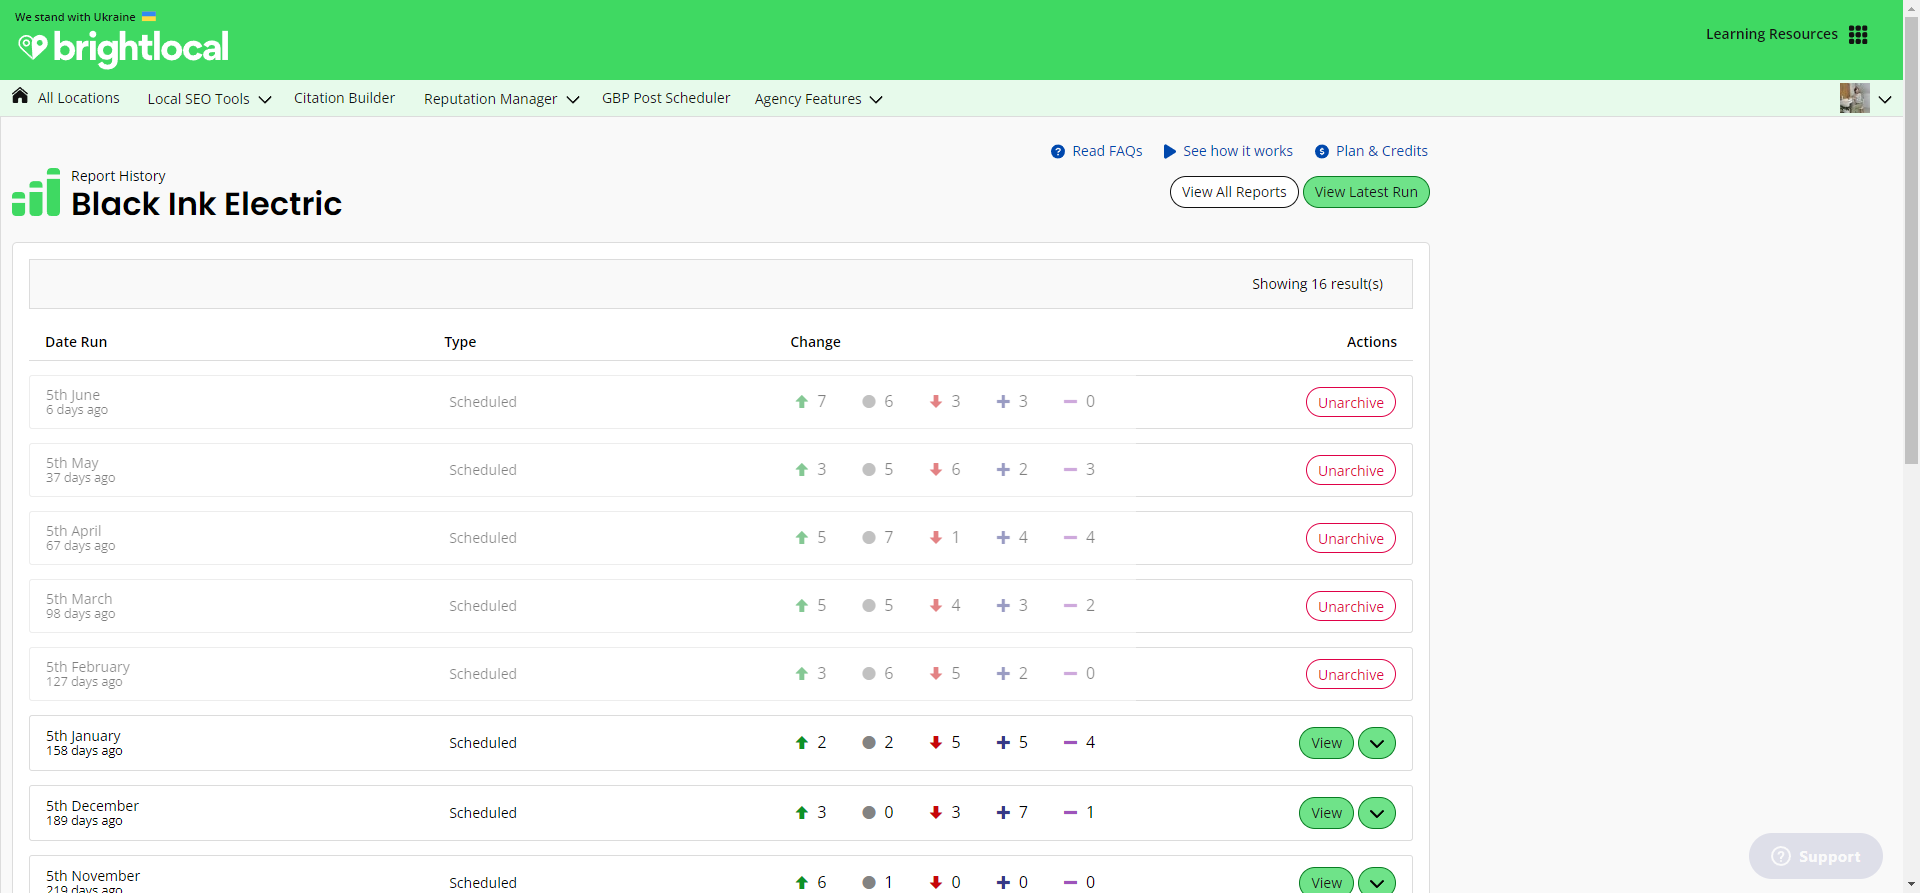 We stand with Ukraine
brightlocal
Learning Resources
All Locations Local SEO Tools Citation Builder Reputation Manager GBP Post Scheduler Agency Features
Read FAQs See how it works Plan & Credits
Report History
Black Ink Electric
View All Reports View Latest Run
Showing 16 result(s)
Date Run Type Change Actions
5th June
6 days ago
Scheduled 7 6 3 3 0 Unarchive
5th May
37 days ago
Scheduled 3 5 6 2 3 Unarchive
5th April
67 days ago
Scheduled 5 7 1 4 4 Unarchive
5th March
98 days ago
Scheduled 5 5 4 3 2 Unarchive
5th February
127 days ago
Scheduled 3 6 5 2 0 Unarchive
5th January
158 days ago
Scheduled 2 2 5 5 4 View
5th December
189 days ago
Scheduled 3 0 3 7 1 View
5th November
219 days ago
Scheduled 6 1 0 0 0 View
Support